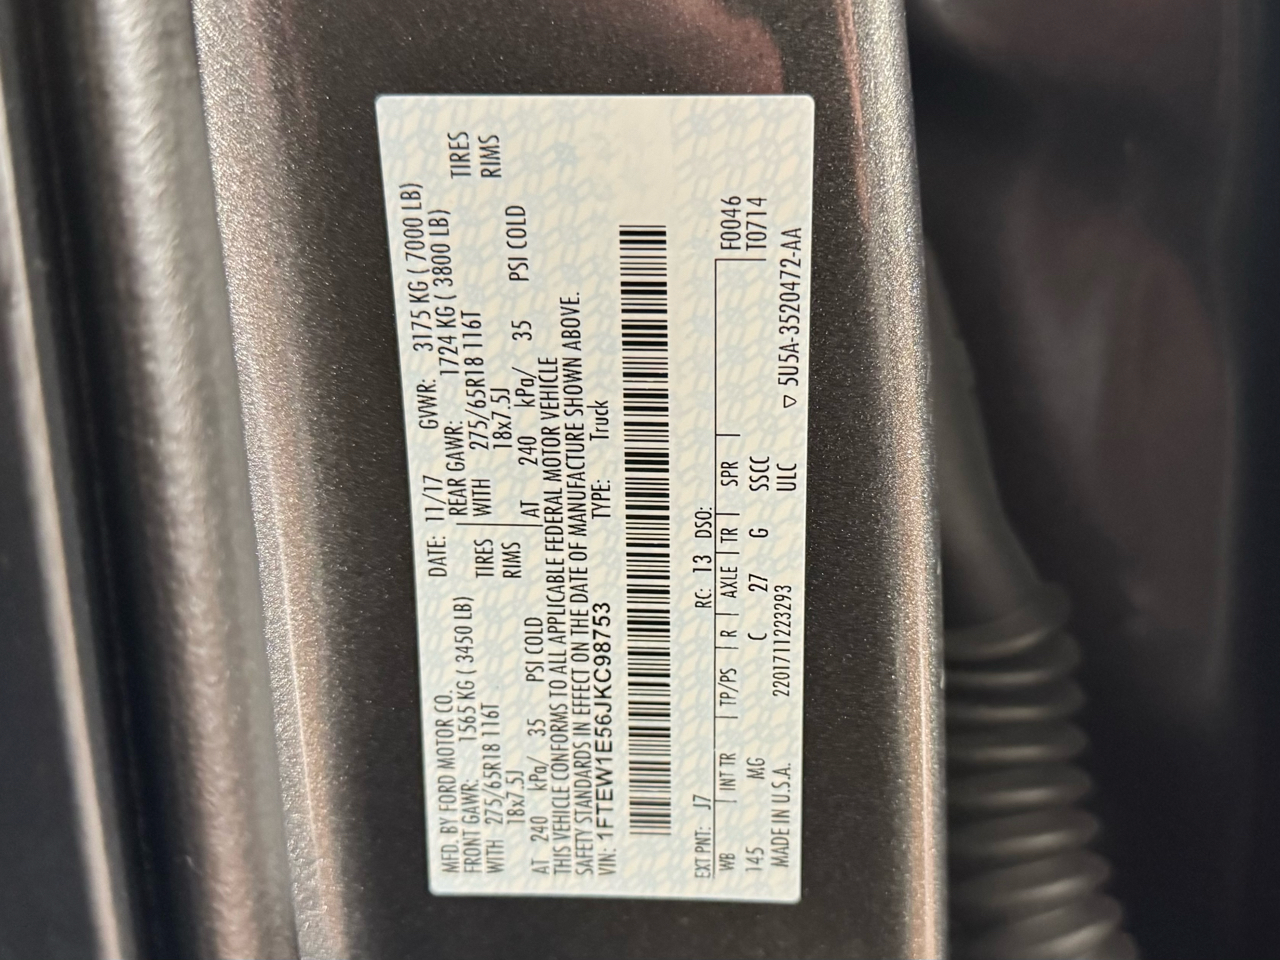 MFD. BY FORD MOTOR CO.
DATE: 11/17 GVWR: 3175 KG ( 7000 LB)
FRONT GAWR: 1565 KG ( 3450 LB) REAR GAWR: 1724 KG ( 3800 LB)
WITH 275/65R18 116T TIRES WITH 275/65R18 116T TIRES
18x7.5J RIMS 18x7.5J RIMS
AT 240 kPa/ 35 PSI COLD AT 240 kPa/ 35 PSI COLD
THIS VEHICLE CONFORMS TO ALL APPLICABLE FEDERAL MOTOR VEHICLE
SAFETY STANDARDS IN EFFECT ON THE DATE OF MANUFACTURE SHOWN ABOVE.
VIN: 1FTEW1E56JKC98753 TYPE: Truck
EXT PNT: J7 RC: 13 DSO:
WB INT TR TP/PS R AXLE TR SPR F0046
145 MG C 27 G SSCC T0714
MADE IN U.S.A. 2201711223293 ULC
▽ 5U5A-3520472-AA